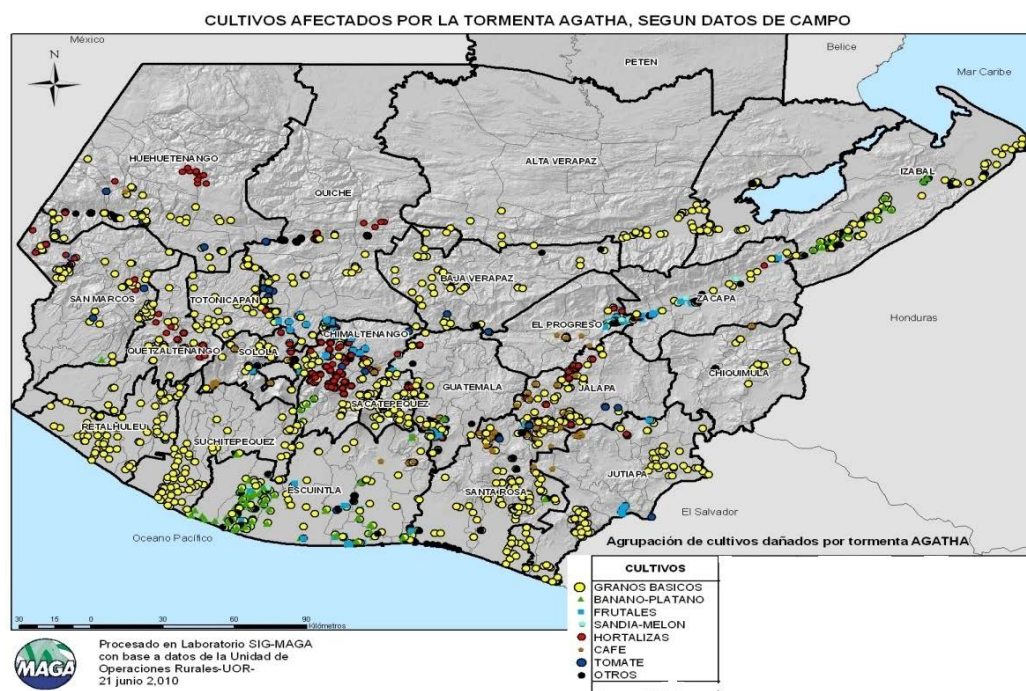 CULTIVOS AFECTADOS POR LA TORMENTA AGATHA, SEGUN DATOS DE CAMPO
México
Belice
N
PETEN
Mar Caribe
HUEHUETENANGO
ALTA VERAPAZ
IZABAL
QUICHE
BAJA VERAPAZ
SAN MARCOS
TOTONICAPAN
ZACAPA
EL PROGRESO
Honduras
CHIMALTENANGO
QUETZALTENANGO
SOLOLA
GUATEMALA
JALAPA
CHIQUIMULA
SACATEPEQUEZ
RETALHULEU
SUCHITEPEQUEZ
JUTIAPA
ESCUINTLA
SANTA ROSA
El Salvador
Oceano Pacífico
Agrupación de cultivos dañados por tormenta AGATHA
CULTIVOS
GRANOS BASICOS
BANANO-PLATANO
FRUTALES
SANDIA-MELON
HORTALIZAS
CAFE
TOMATE
OTROS
30 15 0 30 60 90
Kilómetros
MAGA
Procesado en Laboratorio SIG-MAGA
con base a datos de la Unidad de
Operaciones Rurales-UOR-
21 junio 2,010